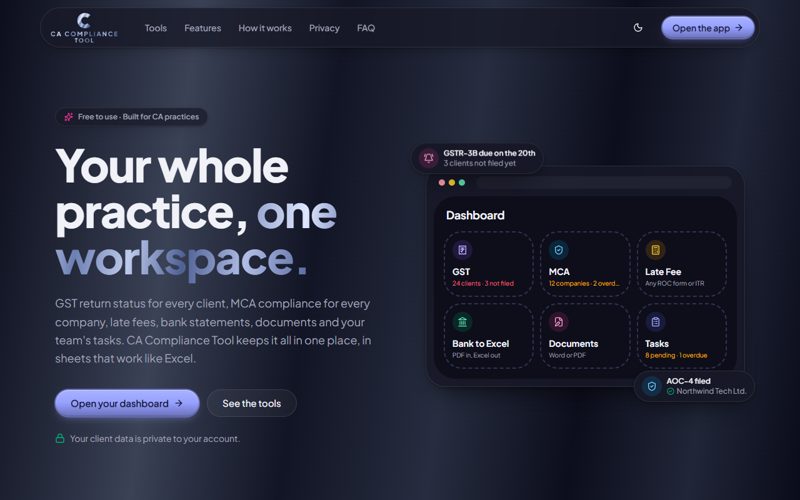 CA COMPLIANCE
TOOL
Tools
Features
How it works
Privacy
FAQ
Open the app →
Free to use · Built for CA practices
Your whole
practice, one
workspace.
GST return status for every client, MCA compliance for every
company, late fees, bank statements, documents and your
team's tasks. CA Compliance Tool keeps it all in one place, in
sheets that work like Excel.
Open your dashboard →
See the tools
Your client data is private to your account.
GSTR-3B due on the 20th
3 clients not filed yet
Dashboard
GST
24 clients · 3 not filed
MCA
12 companies · 2 overd...
Late Fee
Any ROC form or ITR
Bank to Excel
PDF in, Excel out
Documents
Word or PDF
Tasks
8 pending · 1 overdue
AOC-4 filed
Northwind Tech Ltd.